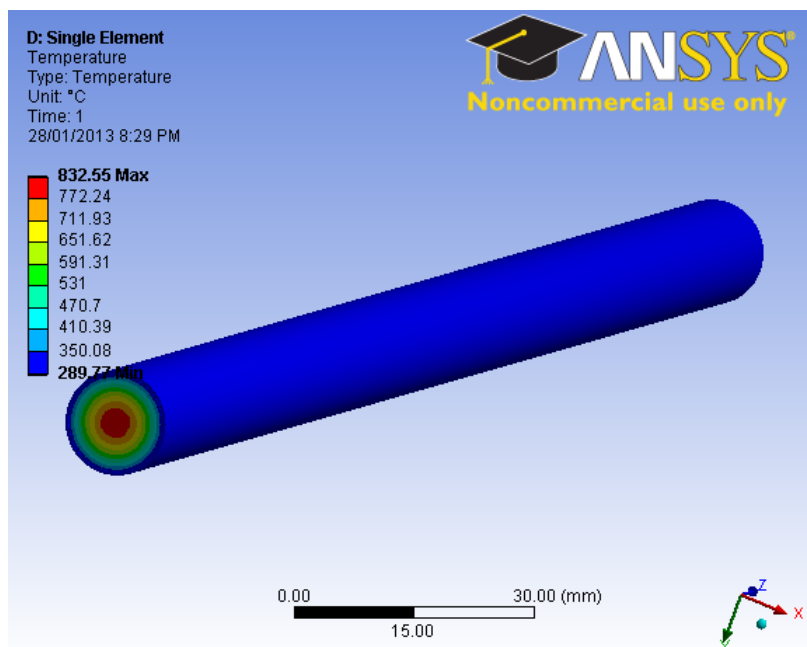 D: Single Element
Temperature
Type: Temperature
Unit: °C
Time: 1
28/01/2013 8:29 PM
ANSYS®
Noncommercial use only
832.55 Max
772.24
711.93
651.62
591.31
531
470.7
410.39
350.08
289.77 Min
0.00 30.00 (mm)
15.00
Z
X
Y